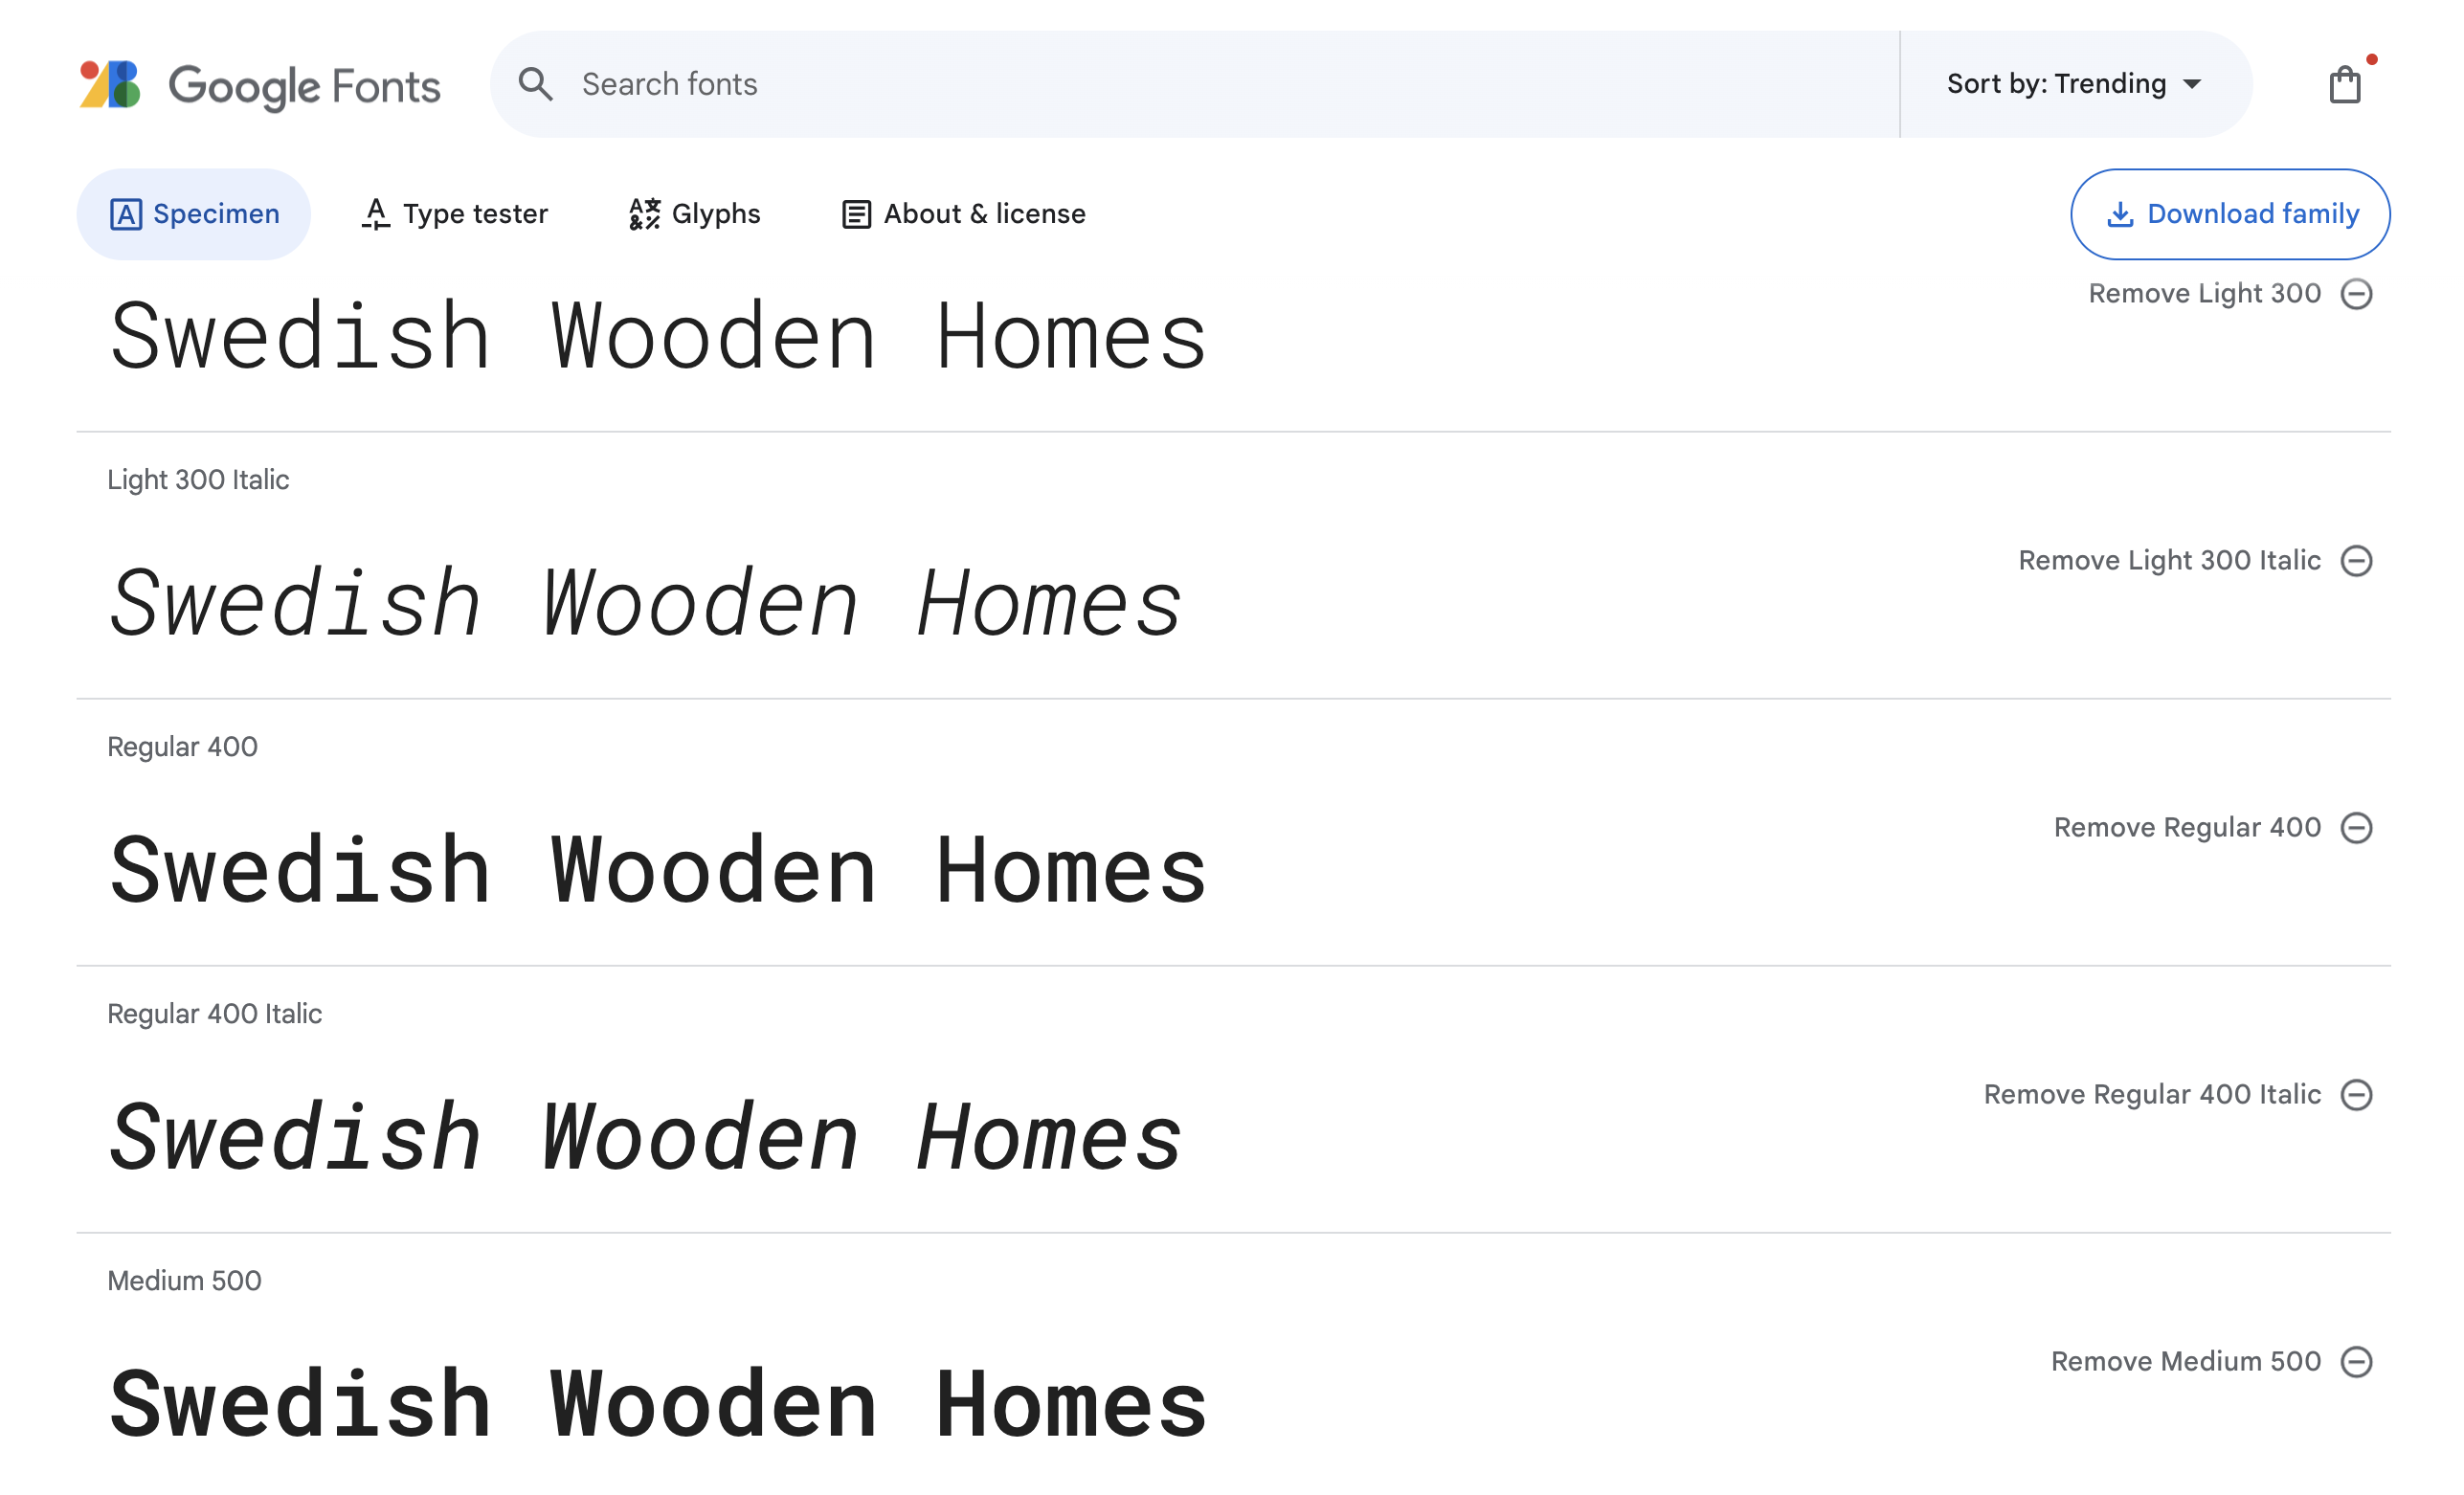 Google Fonts
Search fonts
Sort by: Trending
Specimen
Type tester
Glyphs
About & license
Download family
Swedish Wooden Homes
Remove Light 300
Light 300 Italic
Swedish Wooden Homes
Remove Light 300 Italic
Regular 400
Swedish Wooden Homes
Remove Regular 400
Regular 400 Italic
Swedish Wooden Homes
Remove Regular 400 Italic
Medium 500
Swedish Wooden Homes
Remove Medium 500